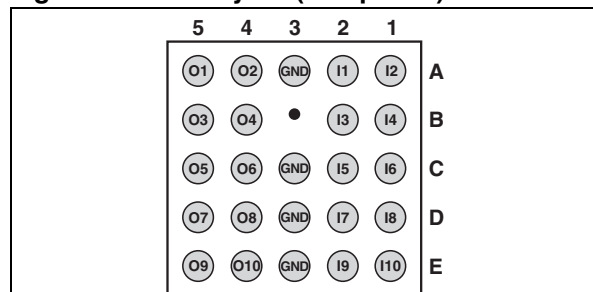 5 4 3 2 1
O1 O2 GND I1 I2 A
O3 O4 I3 I4 B
O5 O6 GND I5 I6 C
O7 O8 GND I7 I8 D
O9 O10 GND I9 I10 E